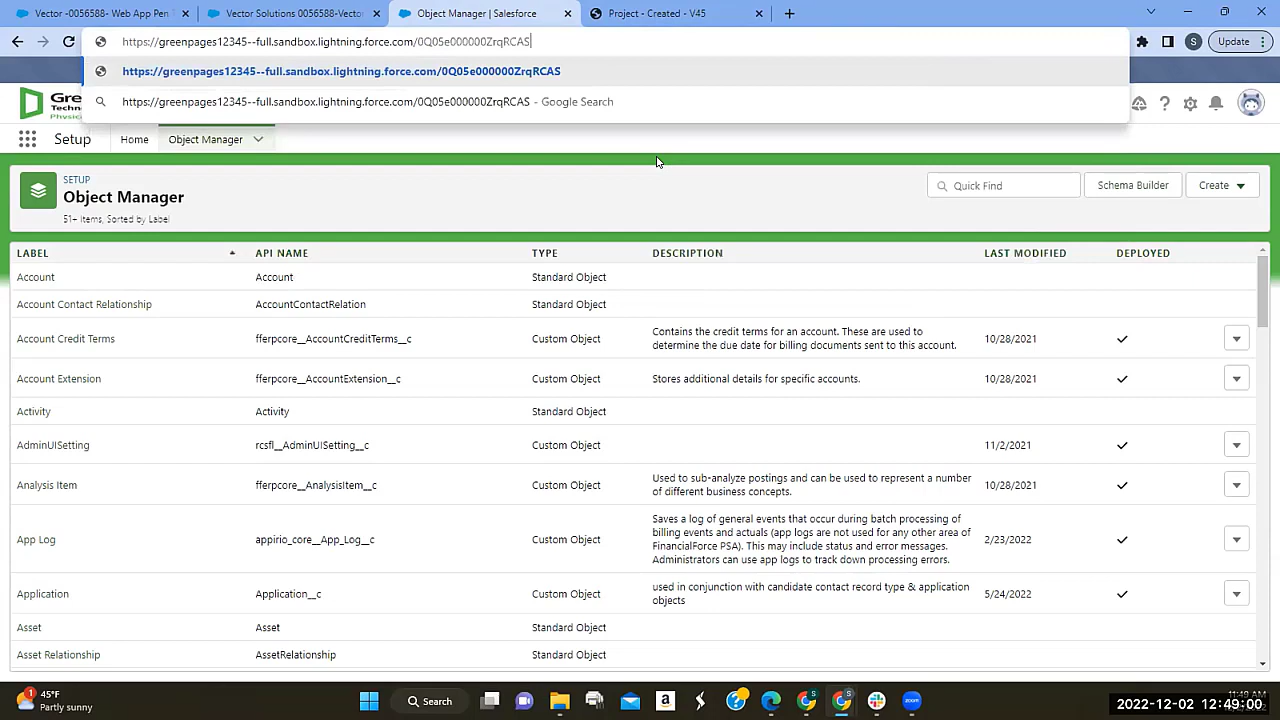 Vector -0056588- Web App Pen
Vector Solutions 0056588-Vector
Object Manager | Salesforce
Project - Created - V45
https://greenpages12345--full.sandbox.lightning.force.com/0Q05e000000ZrqRCAS
S
Update
https://greenpages12345--full.sandbox.lightning.force.com/0Q05e000000ZrqRCAS
https://greenpages12345--full.sandbox.lightning.force.com/0Q05e000000ZrqRCAS - Google Search
Setup
Home
Object Manager
SETUP
Object Manager
51+ Items, Sorted by Label
Quick Find
Schema Builder
Create
LABEL API NAME TYPE DESCRIPTION LAST MODIFIED DEPLOYED
Account Account Standard Object
Account Contact Relationship AccountContactRelation Standard Object
Account Credit Terms fferpcore__AccountCreditTerms__c Custom Object Contains the credit terms for an account. These are used to 10/28/2021
determine the due date for billing documents sent to this account.
Account Extension fferpcore__AccountExtension__c Custom Object Stores additional details for specific accounts. 10/28/2021
Activity Activity Standard Object
AdminUISetting rcsfl__AdminUISetting__c Custom Object 11/2/2021
Analysis Item fferpcore__AnalysisItem__c Custom Object Used to sub-analyze postings and can be used to represent a number 10/28/2021
of different business concepts.
App Log appirio_core__App_Log__c Custom Object Saves a log of general events that occur during batch processing of 2/23/2022
billing events and actuals (app logs are not used for any other area of
FinancialForce PSA). This may include status and error messages.
Administrators can use app logs to track down processing errors.
Application Application__c Custom Object used in conjunction with candidate contact record type & application 5/24/2022
objects
Asset Asset Standard Object
Asset Relationship AssetRelationship Standard Object
1
45°F
Partly sunny
Search
zoom
2022-12-02 12:49:00